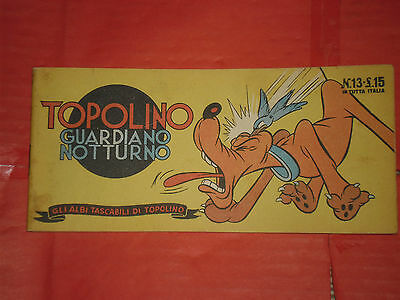 TOPOLINO
GUARDIANO
NOTTURNO
N.13-£.15
IN TUTTA ITALIA
GLI ALBI TASCABILI DI TOPOLINO